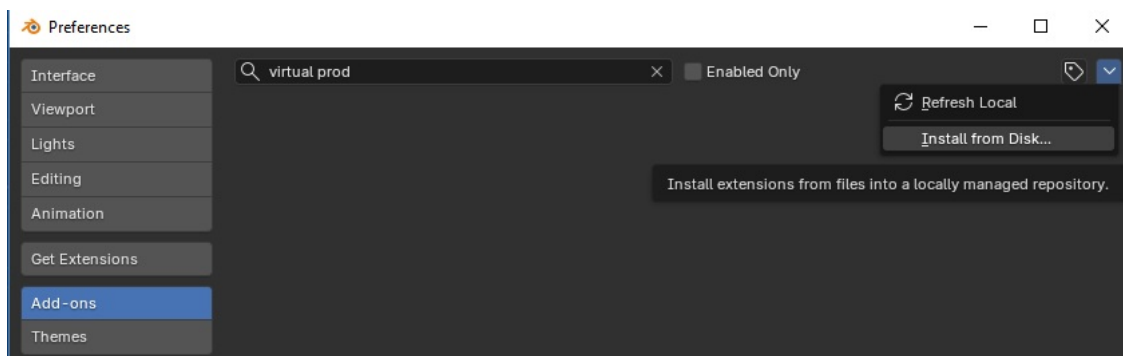 Preferences
Interface
Viewport
Lights
Editing
Animation
Get Extensions
Add-ons
Themes
virtual prod
Enabled Only
Refresh Local
Install from Disk...
Install extensions from files into a locally managed repository.